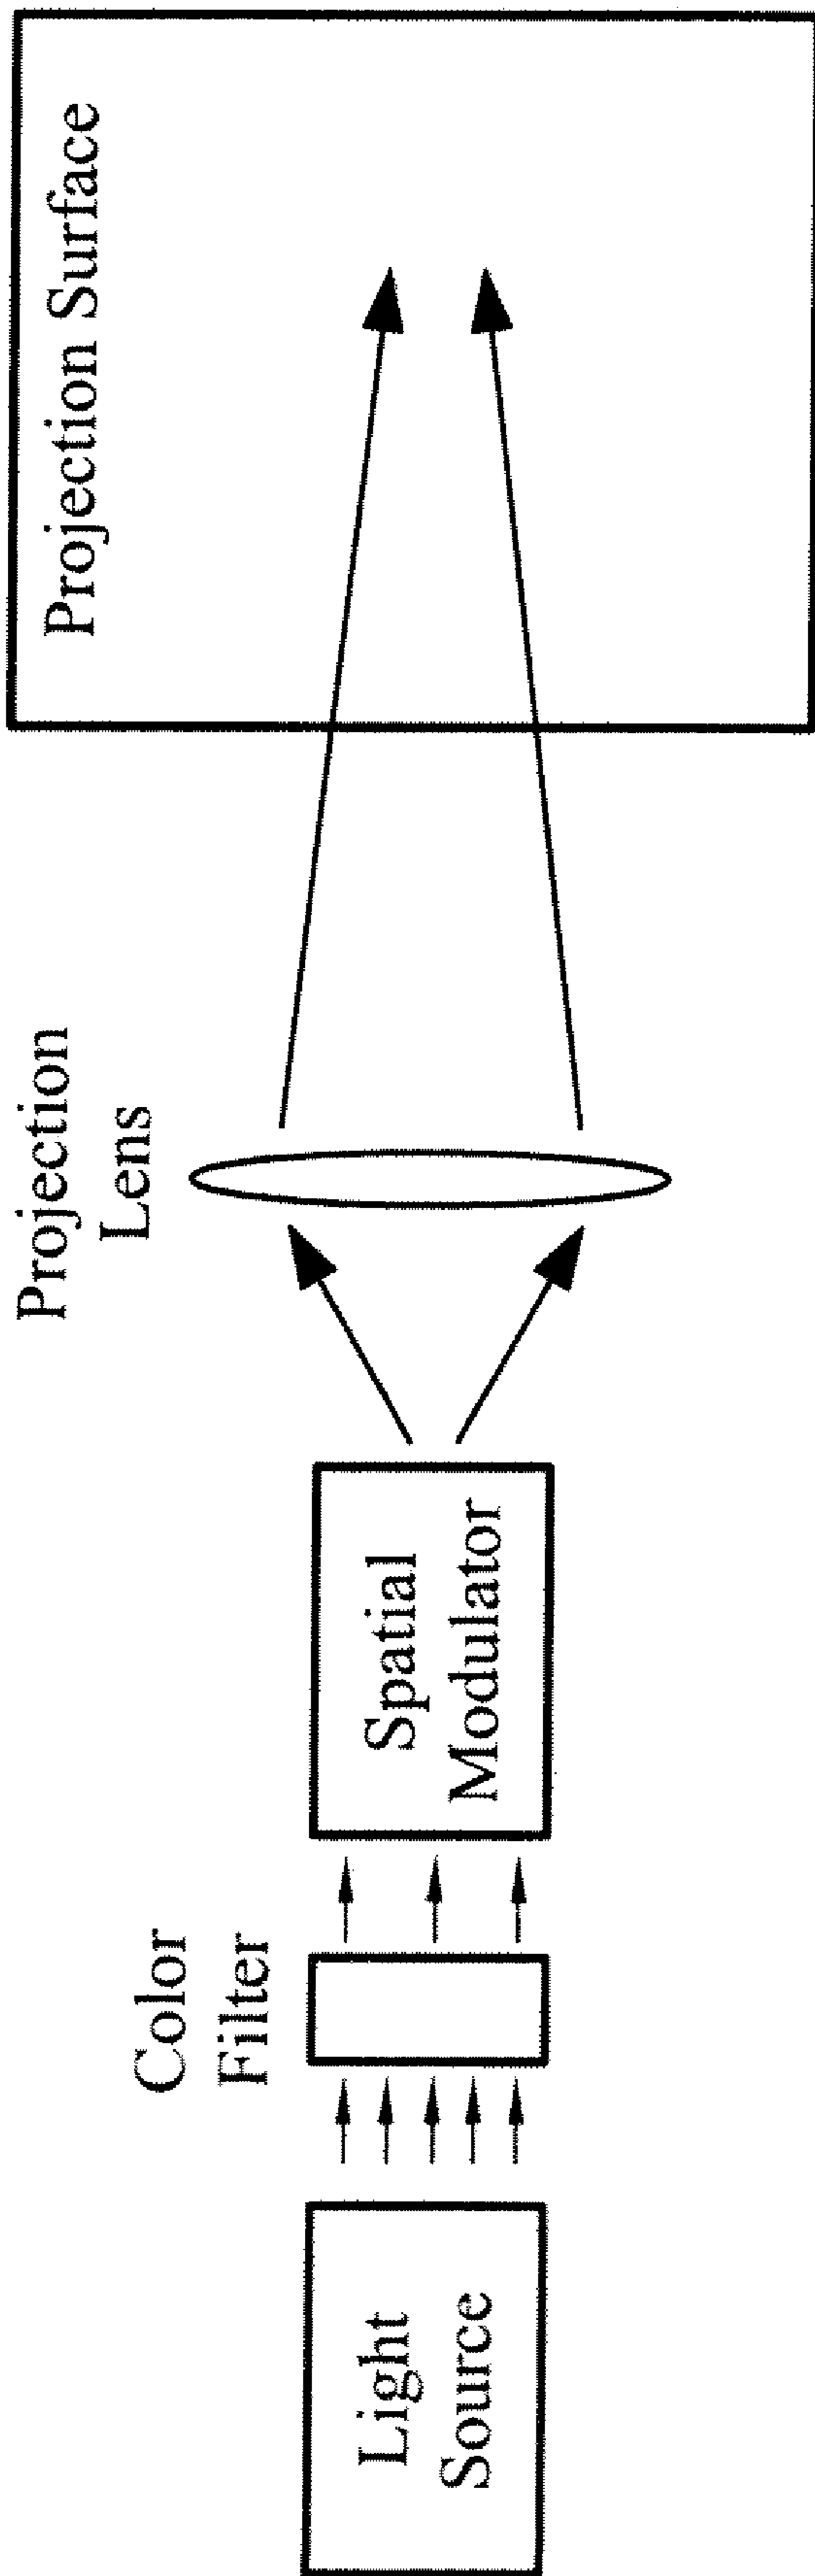 Light
Source
Color
Filter
Spatial
Modulator
Projection
Lens
Projection Surface